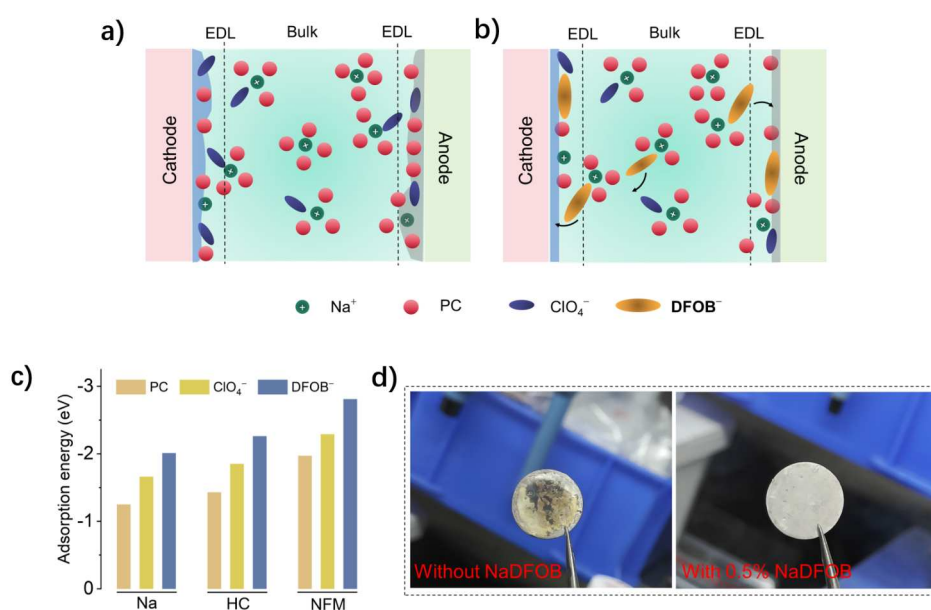 a)
EDL
Bulk
EDL
Cathode
Anode
b)
EDL
Bulk
EDL
Cathode
Anode
Na⁺
PC
ClO₄⁻
DFOB⁻
c)
Adsorption energy (eV)
-3
-2
-1
0
PC
ClO₄⁻
DFOB⁻
Na
HC
NFM
d)
Without NaDFOB
With 0.5% NaDFOB